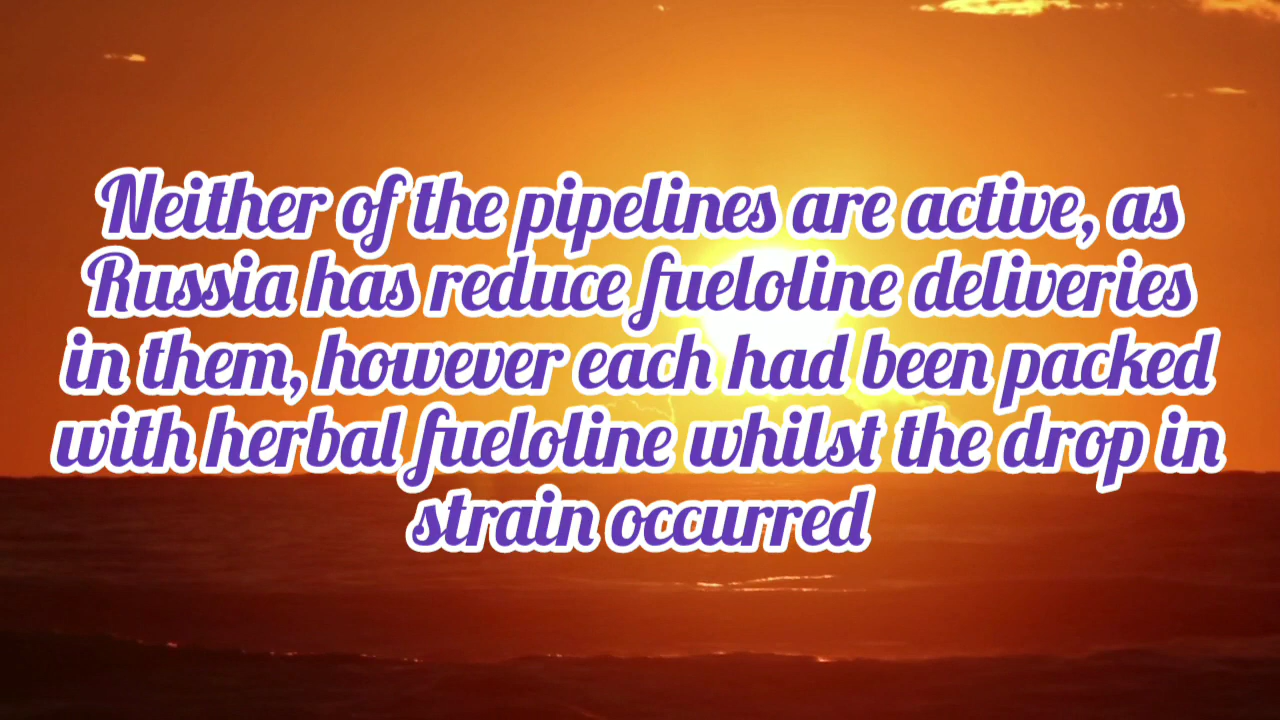 Neither of the pipelines are active, as
Russia has reduce fueloline deliveries
in them, however each had been packed
with herbal fueloline whilst the drop in
strain occurred